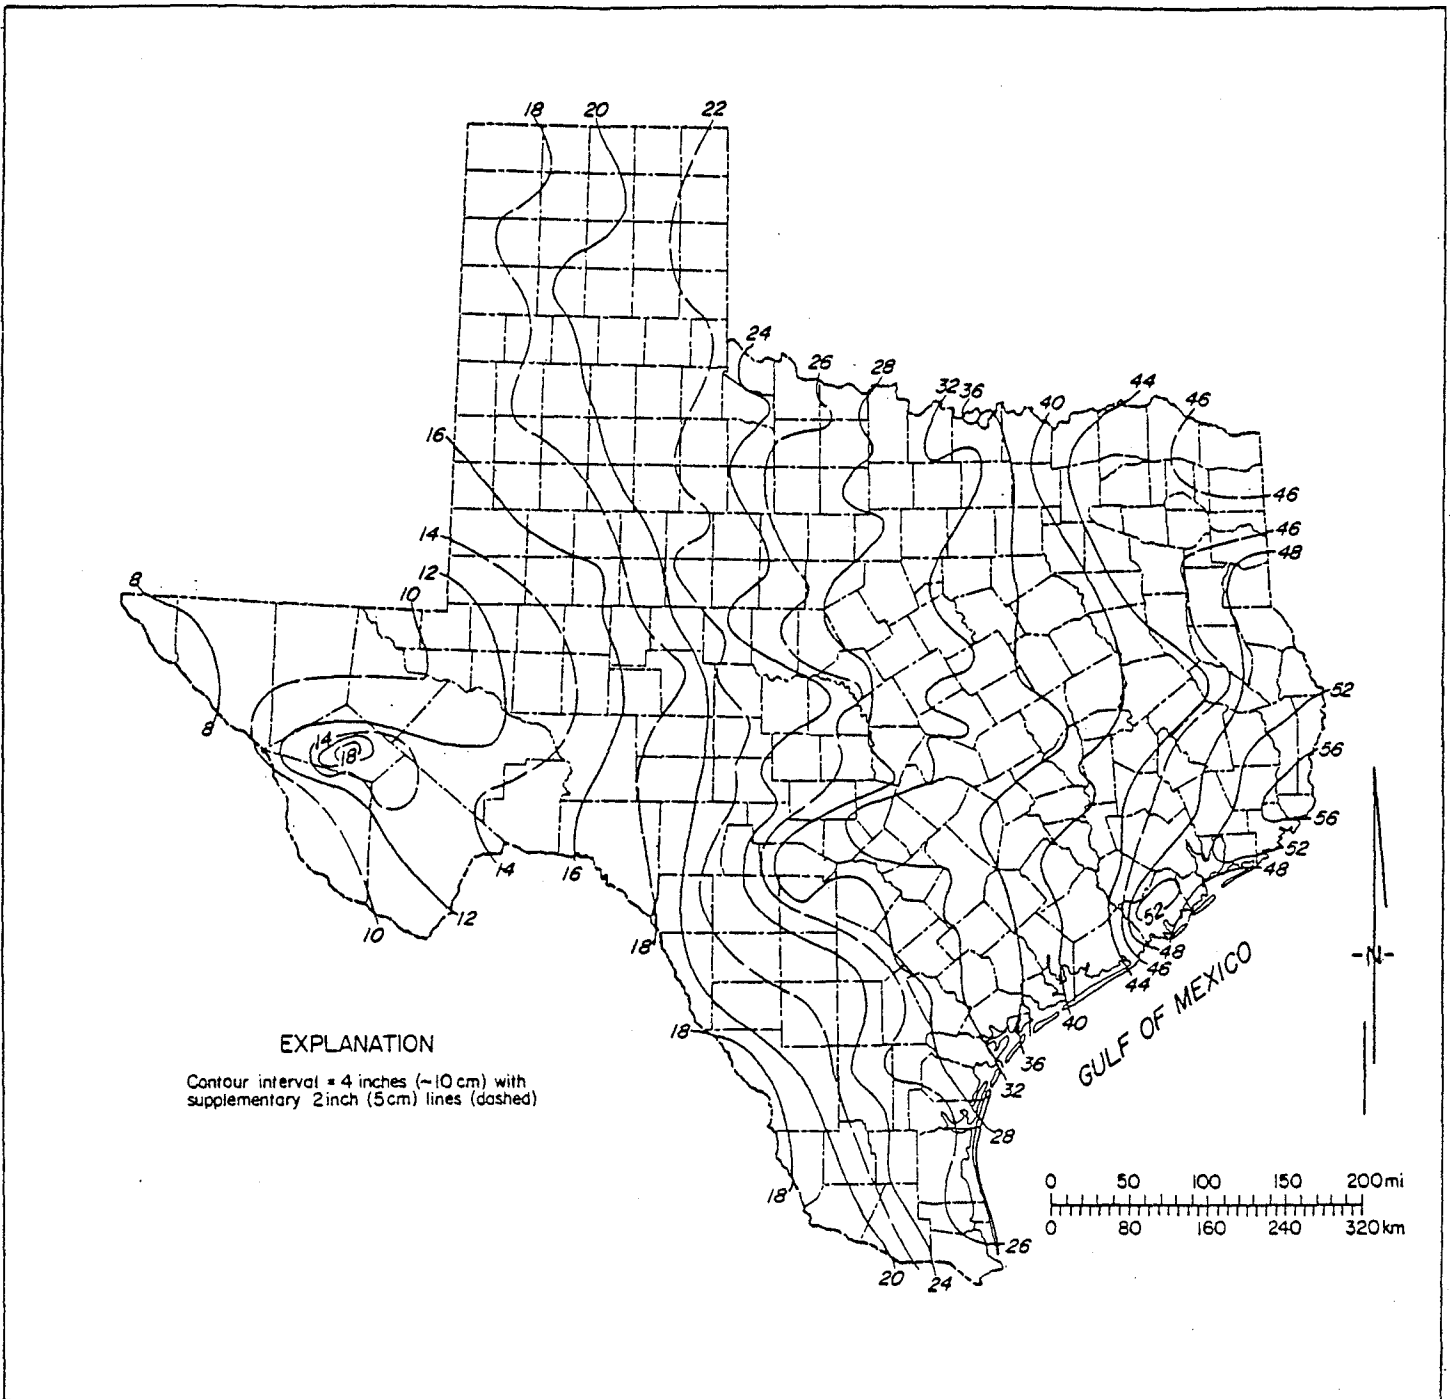 18 20 22
24
26 28 32 36 40 44 46
16
46
14 46
48
12
8 10
52
8
14
18 56
56
14 16 52
48
52
10 12
18 48
46
44
18 40
36
32
28
18
26
20 24
GULF OF MEXICO
-N-
EXPLANATION
Contour interval = 4 inches (~10 cm) with
supplementary 2 inch (5 cm) lines (dashed)
0 50 100 150 200 mi
0 80 160 240 320 km